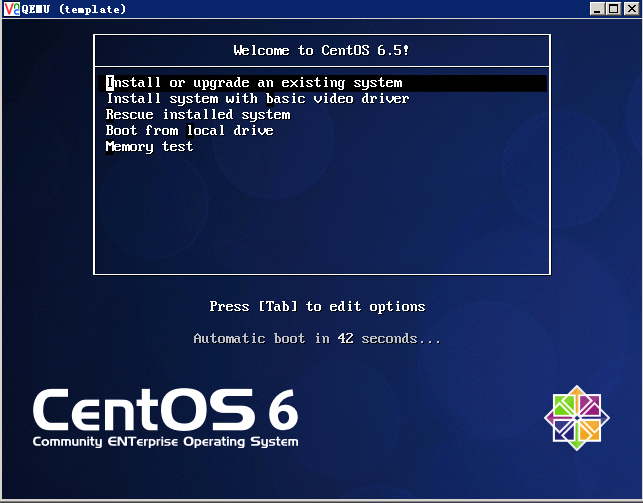 QEMU (template)
Welcome to CentOS 6.5!
Install or upgrade an existing system
Install system with basic video driver
Rescue installed system
Boot from local drive
Memory test
Press [Tab] to edit options
Automatic boot in 42 seconds...
CentOS 6
Community ENTerprise Operating System